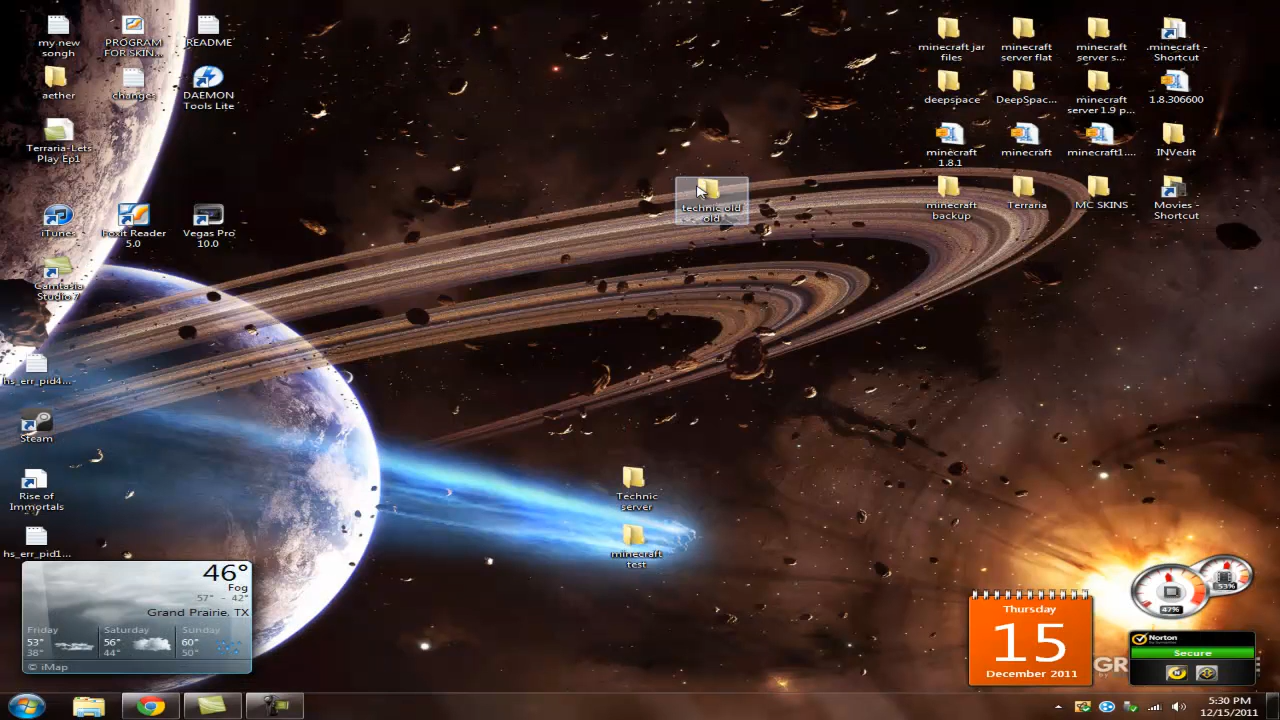 my new
songh
PROGRAM
FOR SKIN...
README
aether
changes
DAEMON
Tools Lite
Terraria-Lets
Play Ep1
iTunes
Foxit Reader
5.0
Vegas Pro
10.0
Camtasia
Studio 7
hs_err_pid4...
Steam
Rise of
Immortals
hs_err_pid1...
technic old
old
Technic
server
minecraft
test
minecraft jar
files
minecraft
server flat
minecraft
server s...
.minecraft -
Shortcut
deepspace
DeepSpac...
minecraft
server 1.9 p...
1.8.306600
minecraft
1.8.1
minecraft
minecraft1....
INVedit
minecraft
backup
Terraria
MC SKINS
Movies -
Shortcut
46°
Fog
57° - 42°
Grand Prairie, TX
Friday
53°
38°
Saturday
56°
44°
Sunday
60°
50°
© iMap
Thursday
15
December 2011
47%
53%
Norton
Secure
GR
5:30 PM
12/15/2011